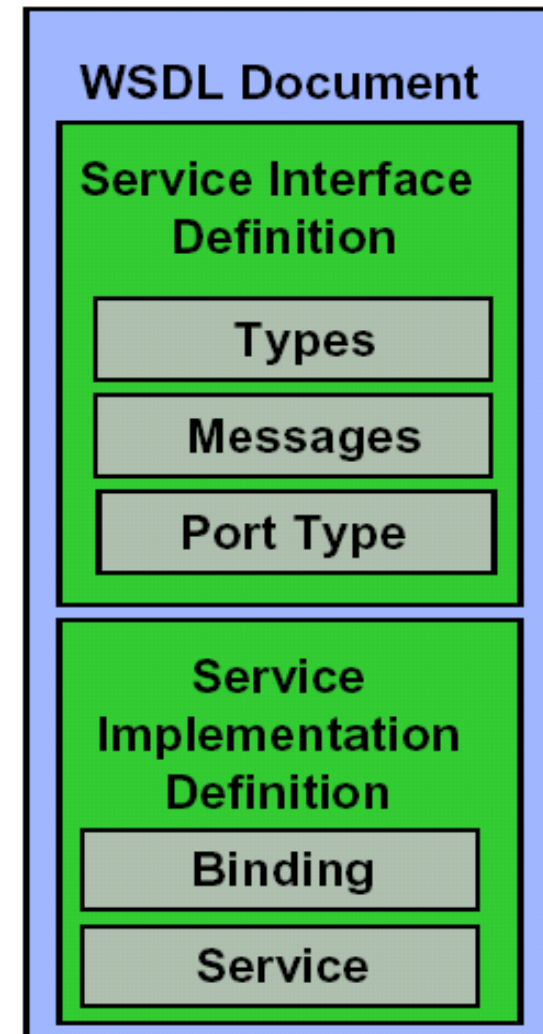 WSDL Document
Service Interface
Definition
Types
Messages
Port Type
Service
Implementation
Definition
Binding
Service